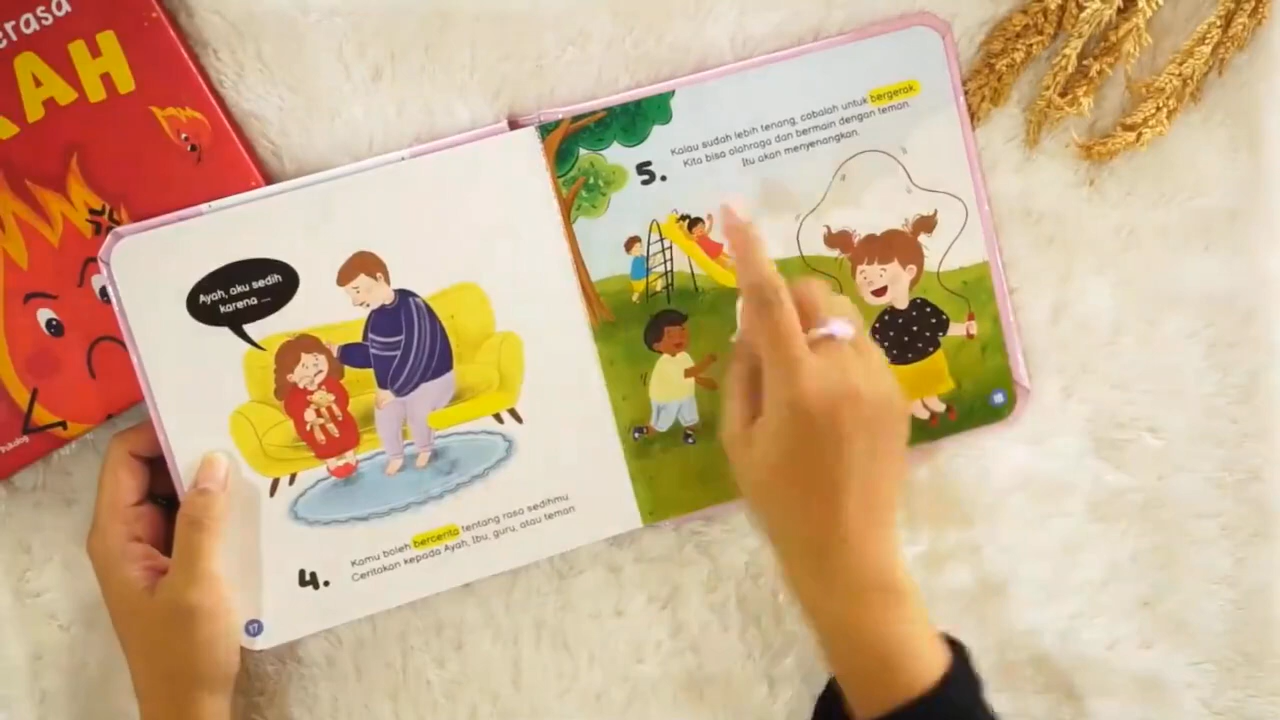 erasa
AH
Psikolog
Ayah, aku sedih
karena ....
4.
Kamu boleh bercerita tentang rasa sedihmu.
Ceritakan kepada Ayah, Ibu, guru, atau teman.
17
5.
Kalau sudah lebih tenang, cobalah untuk bergerak.
Kita bisa olahraga dan bermain dengan teman.
Itu akan menyenangkan.
18